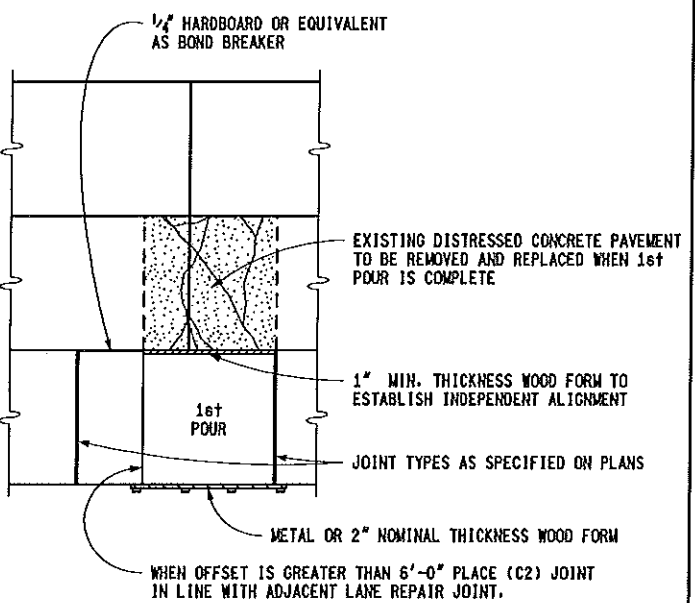 1/4" HARDBOARD OR EQUIVALENT
AS BOND BREAKER
EXISTING DISTRESSED CONCRETE PAVEMENT
TO BE REMOVED AND REPLACED WHEN 1st
POUR IS COMPLETE
1" MIN. THICKNESS WOOD FORM TO
ESTABLISH INDEPENDENT ALIGNMENT
1st
POUR
JOINT TYPES AS SPECIFIED ON PLANS
METAL OR 2" NOMINAL THICKNESS WOOD FORM
WHEN OFFSET IS GREATER THAN 6'-0" PLACE (C2) JOINT
IN LINE WITH ADJACENT LANE REPAIR JOINT.